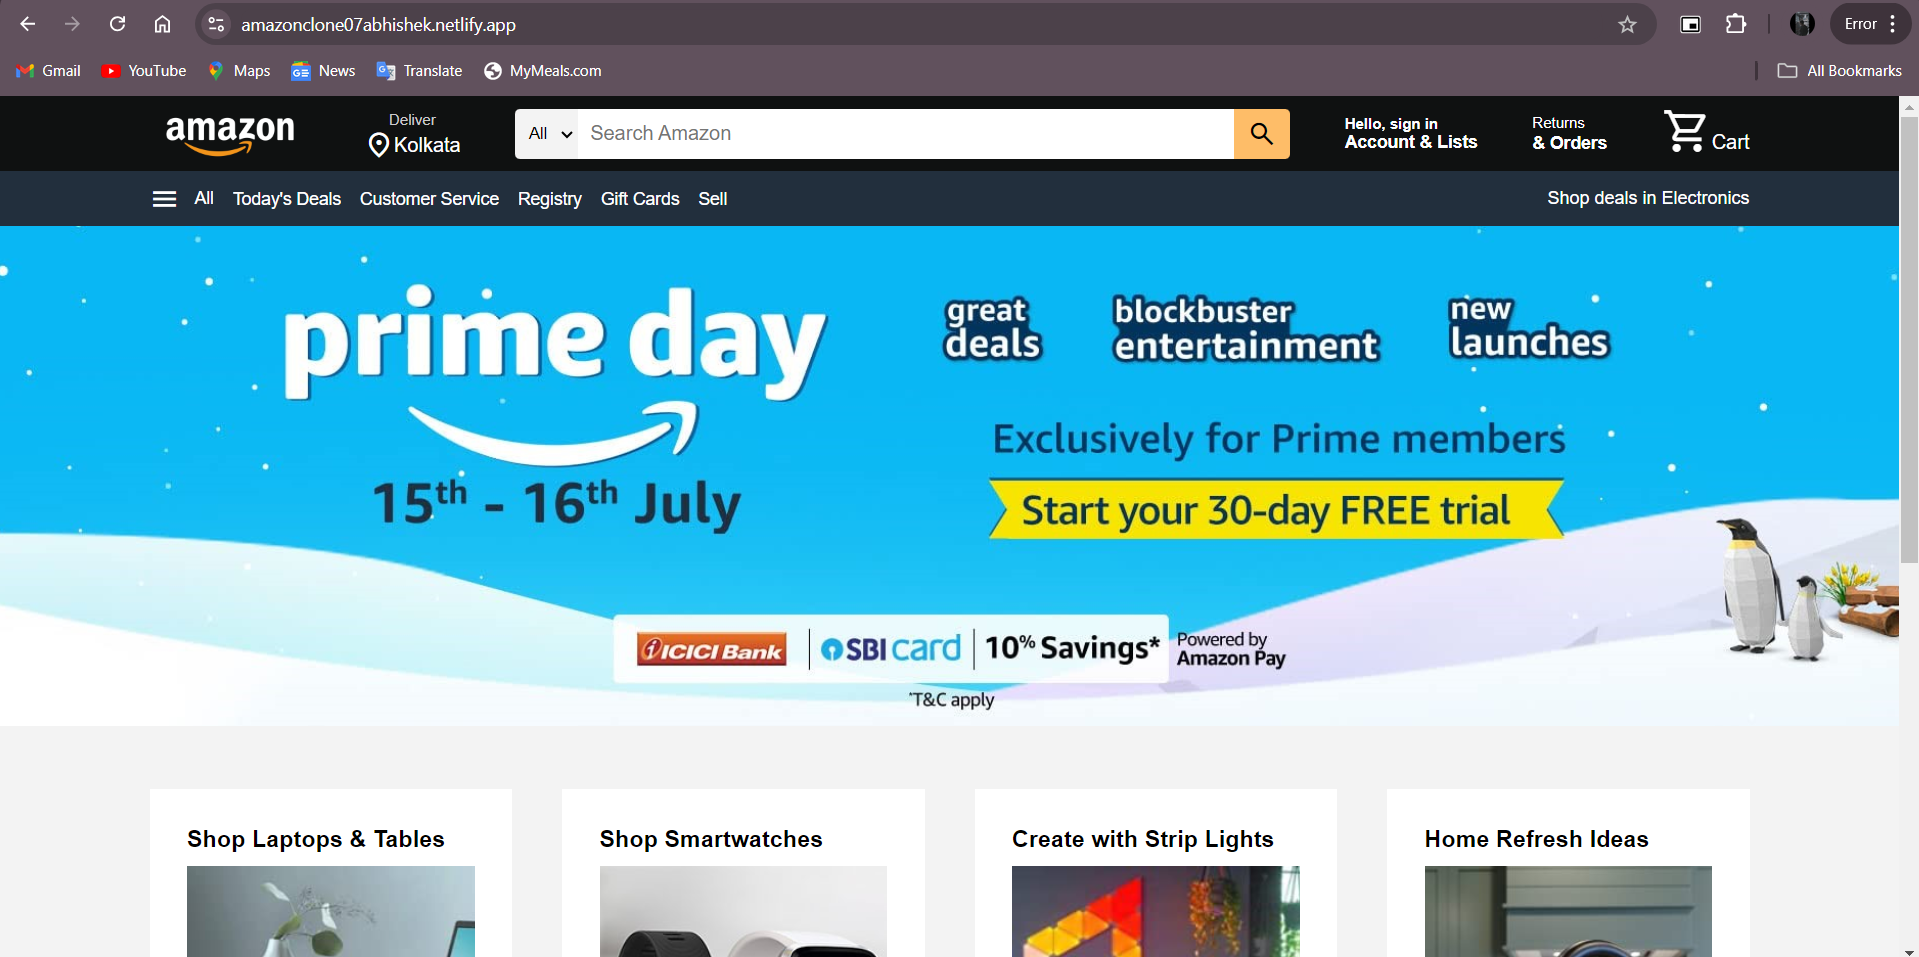 amazonclone07abhishek.netlify.app
Error
Gmail
YouTube
Maps
News
Translate
MyMeals.com
All Bookmarks
amazon
Deliver
Kolkata
All
Search Amazon
Hello, sign in
Account & Lists
Returns
& Orders
Cart
All
Today's Deals
Customer Service
Registry
Gift Cards
Sell
Shop deals in Electronics
prime day
15th - 16th July
great
deals
blockbuster
entertainment
new
launches
Exclusively for Prime members
Start your 30-day FREE trial
ICICI Bank
SBI card
10% Savings*
Powered by
Amazon Pay
*T&C apply
Shop Laptops & Tables
Shop Smartwatches
Create with Strip Lights
Home Refresh Ideas